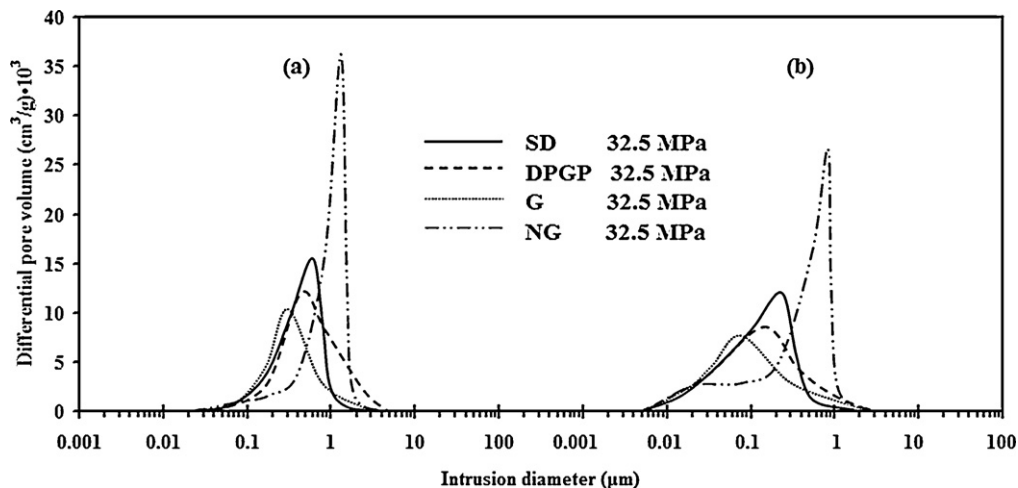 Differential pore volume (cm³/g)•10³
40
35
30
25
20
15
10
5
0
(a)
(b)
SD 32.5 MPa
DPGP 32.5 MPa
G 32.5 MPa
NG 32.5 MPa
0.001 0.01 0.1 1 10 100 0.001 0.01 0.1 1 10 100
Intrusion diameter (μm)